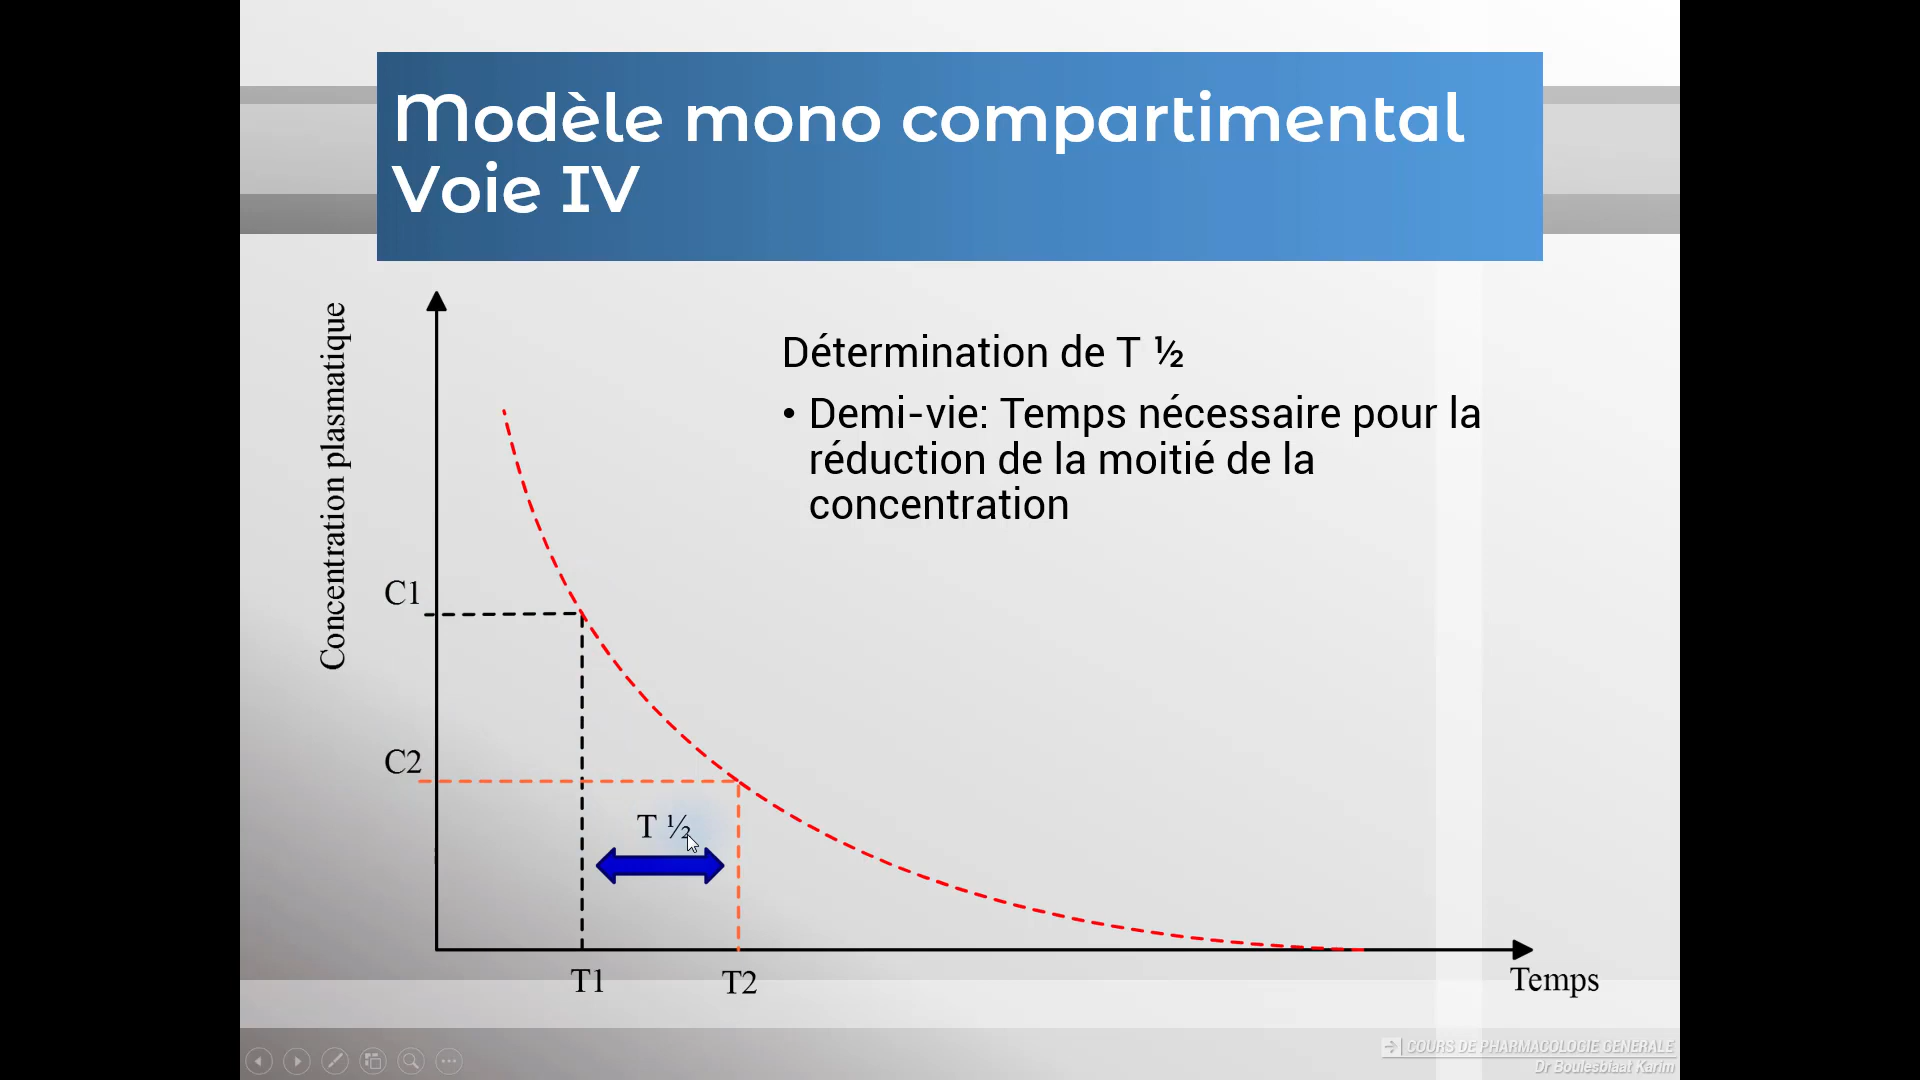 Modèle mono compartimental
Voie IV
Concentration plasmatique
Détermination de T ½
• Demi-vie: Temps nécessaire pour la
réduction de la moitié de la
concentration
C1
C2
T ½
T1
T2
Temps
COURS DE PHARMACOLOGIE GENERALE
Dr Boulesbiaat Karim